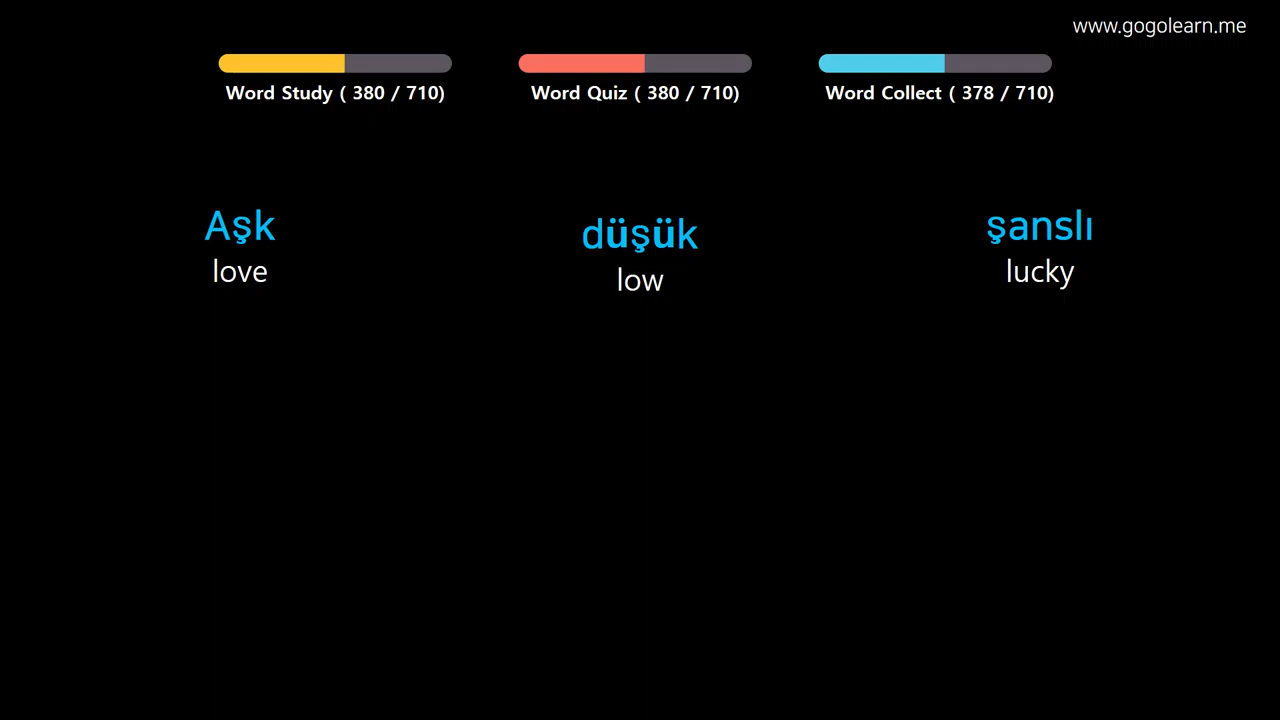 www.gogolearn.me
Word Study ( 380 / 710)
Word Quiz ( 380 / 710)
Word Collect ( 378 / 710)
Aşk
love
düşük
low
şanslı
lucky